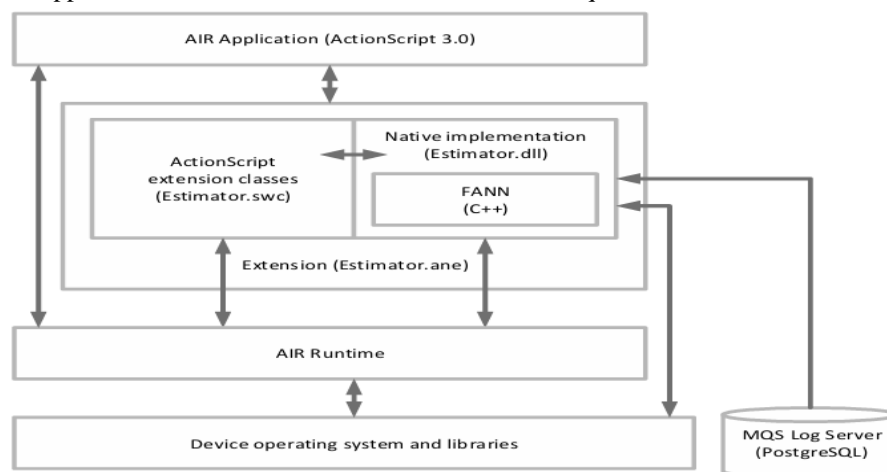 AIR Application (ActionScript 3.0)
ActionScript
extension classes
(Estimator.swc)
Native implementation
(Estimator.dll)
FANN
(C++)
Extension (Estimator.ane)
AIR Runtime
Device operating system and libraries
MQS Log Server
(PostgreSQL)